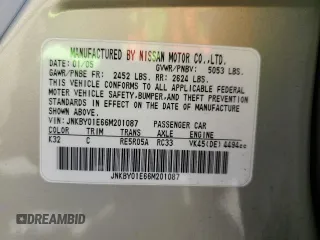 MANUFACTURED BY NISSAN MOTOR CO.,LTD.
DATE: 01/05 GVWR/PNBV: 5053 LBS.
GAWR/PNBE FR: 2452 LBS. RR: 2624 LBS.
THIS VEHICLE CONFORMS TO ALL APPLICABLE FEDERAL
MOTOR VEHICLE SAFETY, BUMPER, AND THEFT PREVENTION
STANDARDS IN EFFECT ON THE DATE OF MANUFACTURE
SHOWN ABOVE.
VIN:JNKBY01E66M201087 PASSENGER CAR
COLOR TRIM TRANS AXLE ENGINE
K32 C RE5R05A RC33 VK45(DE) 4494cc
JNKBY01E66M201087
DREAMBID